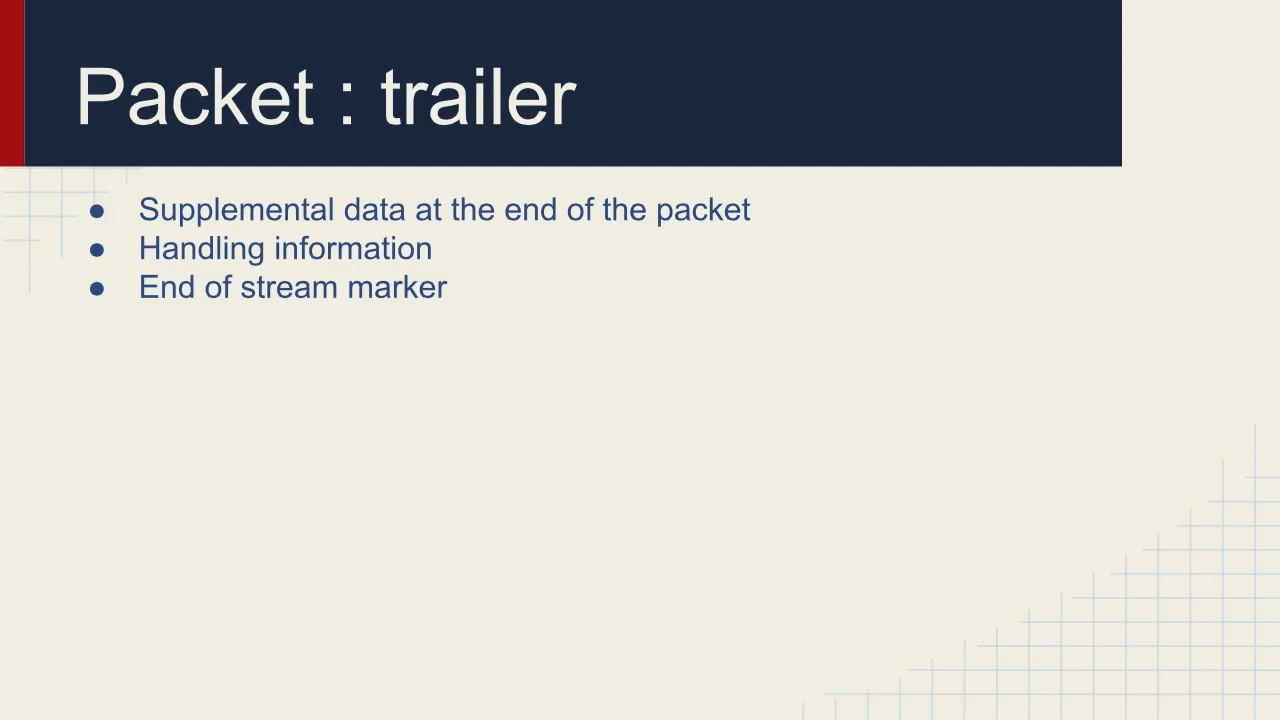 Packet : trailer
● Supplemental data at the end of the packet
● Handling information
● End of stream marker